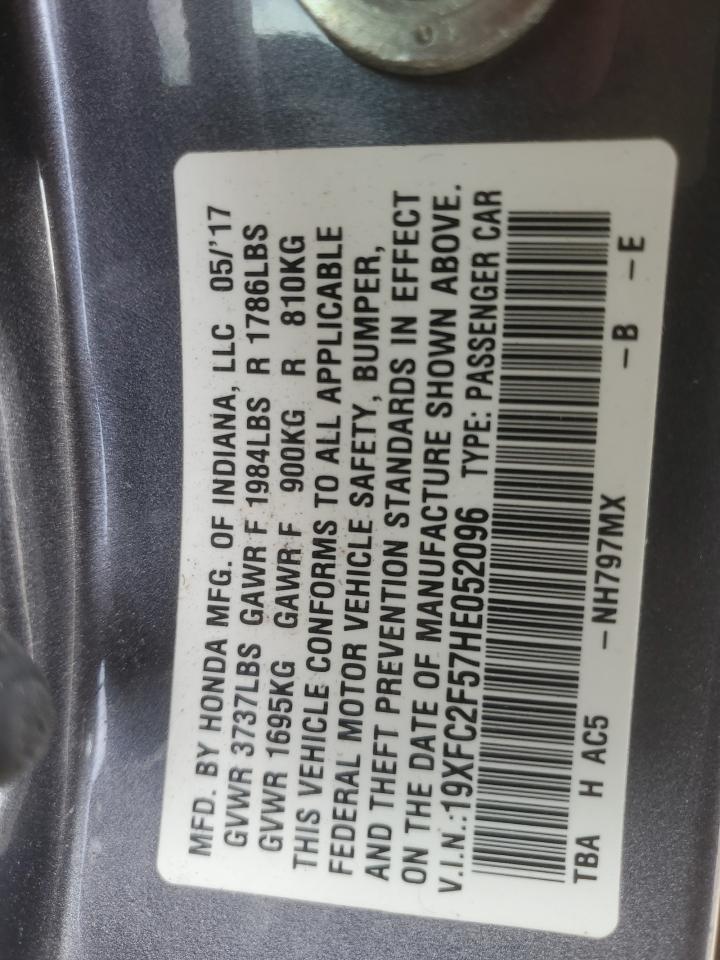 MFD. BY HONDA MFG. OF INDIANA, LLC 05/'17
GVWR 3737LBS GAWR F 1984LBS R 1786LBS
GVWR 1695KG GAWR F 900KG R 810KG
THIS VEHICLE CONFORMS TO ALL APPLICABLE
FEDERAL MOTOR VEHICLE SAFETY, BUMPER,
AND THEFT PREVENTION STANDARDS IN EFFECT
ON THE DATE OF MANUFACTURE SHOWN ABOVE.
V.I.N.:19XFC2F57HE052096 TYPE: PASSENGER CAR
TBA H AC5 -NH797MX -B -E